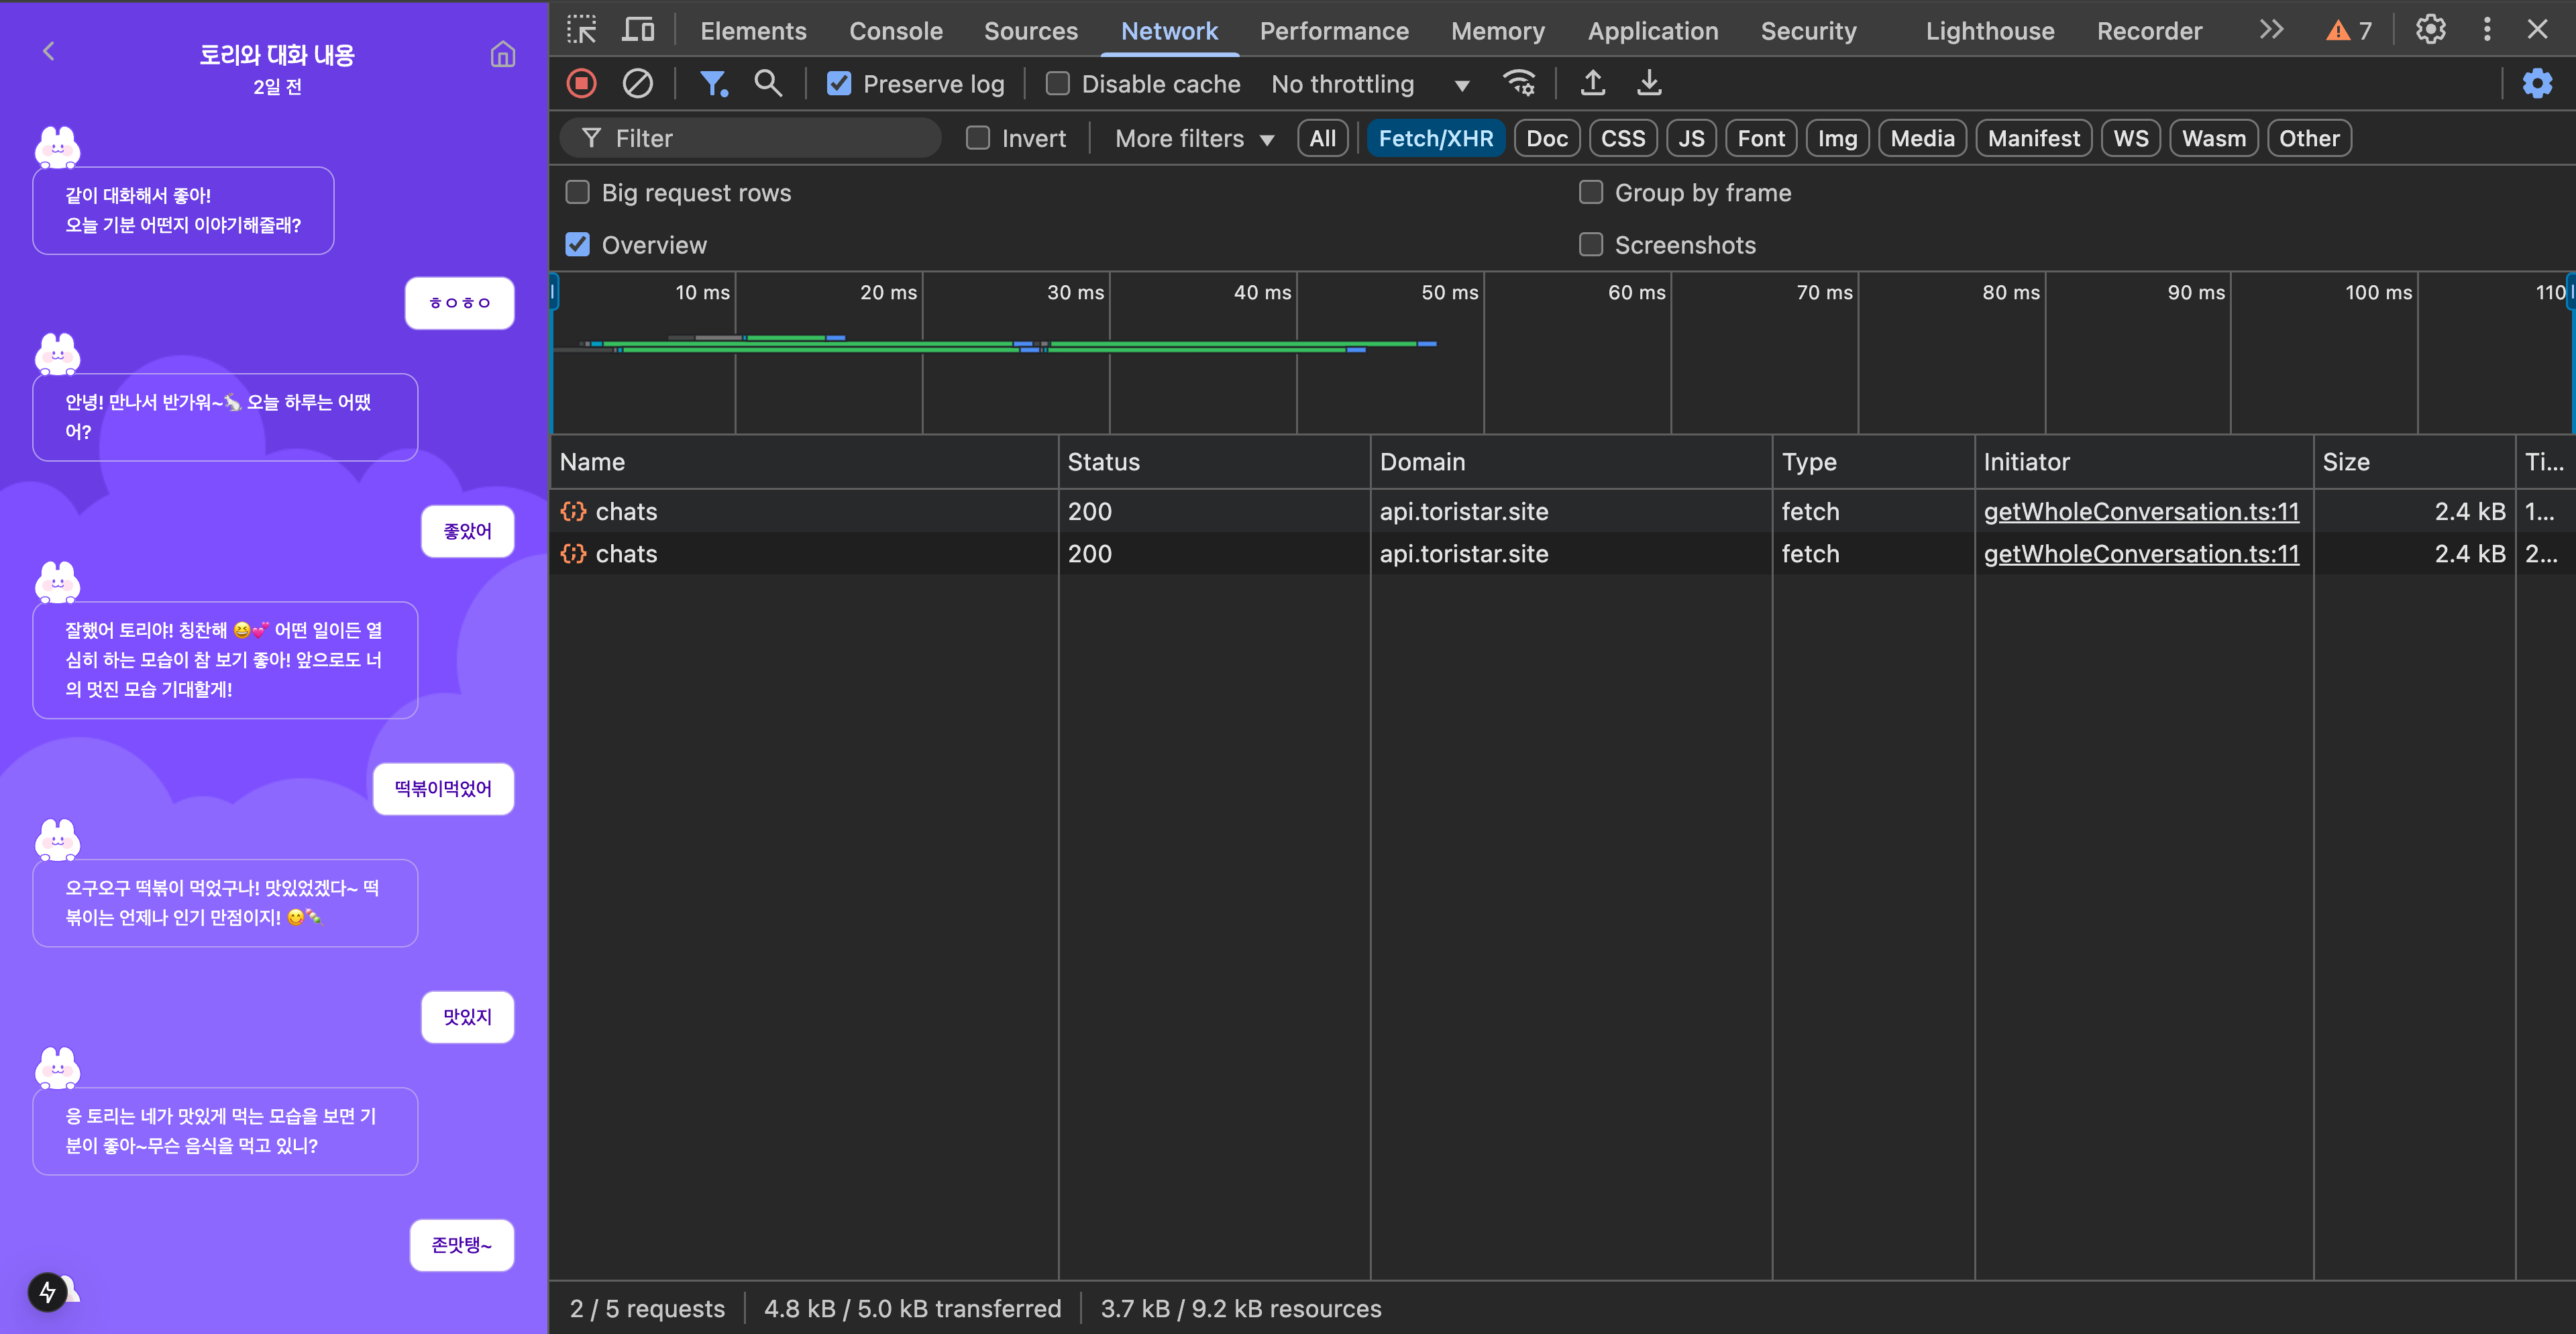 토리와 대화 내용
2일 전
같이 대화해서 좋아!
오늘 기분 어떤지 이야기해줄래?
ㅎㅇㅎㅇ
안녕! 만나서 반가워~🐇 오늘 하루는 어땠
어?
좋았어
잘했어 토리야! 칭찬해 😆💕 어떤 일이든 열
심히 하는 모습이 참 보기 좋아! 앞으로도 너
의 멋진 모습 기대할게!
떡볶이먹었어
오구오구 떡볶이 먹었구나! 맛있었겠다~ 떡
볶이는 언제나 인기 만점이지! 😋🍡
맛있지
응 토리는 네가 맛있게 먹는 모습을 보면 기
분이 좋아~무슨 음식을 먹고 있니?
존맛탱~
Elements Console Sources Network Performance Memory Application Security Lighthouse Recorder 7
Preserve log Disable cache No throttling
Filter Invert More filters All Fetch/XHR Doc CSS JS Font Img Media Manifest WS Wasm Other
Big request rows Group by frame
Overview Screenshots
10 ms 20 ms 30 ms 40 ms 50 ms 60 ms 70 ms 80 ms 90 ms 100 ms 110
Name Status Domain Type Initiator Size Ti...
chats 200 api.toristar.site fetch getWholeConversation.ts:11 2.4 kB 1...
chats 200 api.toristar.site fetch getWholeConversation.ts:11 2.4 kB 2...
2 / 5 requests 4.8 kB / 5.0 kB transferred 3.7 kB / 9.2 kB resources